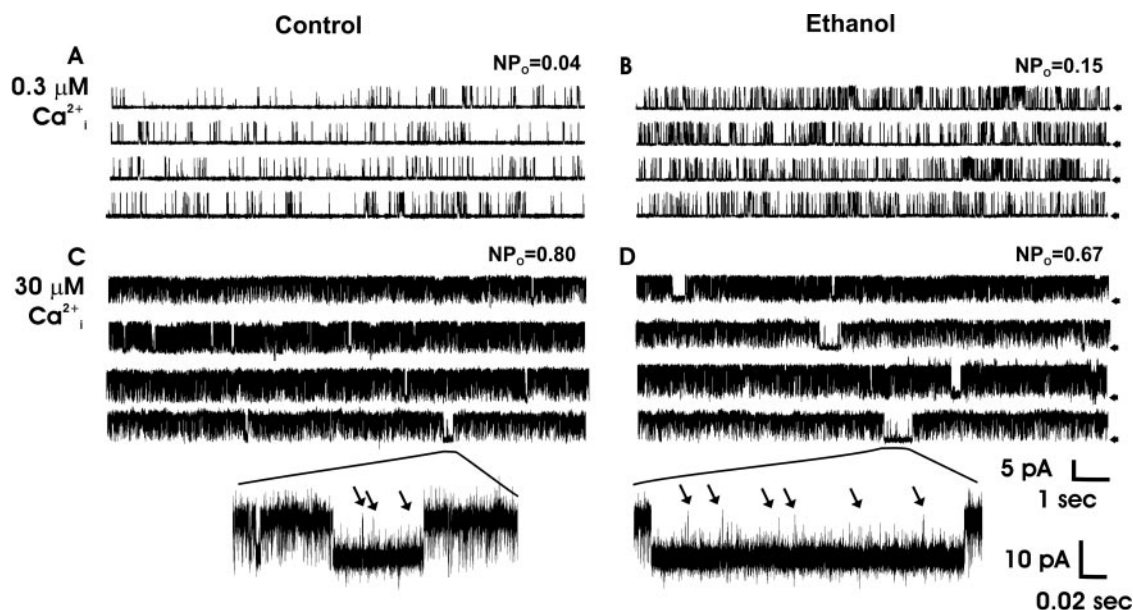 Control
Ethanol
A
NPo=0.04
B
NPo=0.15
0.3 μM
Ca²⁺i
C
NPo=0.80
D
NPo=0.67
30 μM
Ca²⁺i
5 pA
1 sec
10 pA
0.02 sec